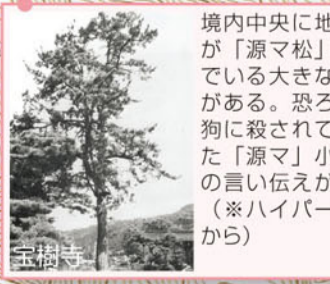 境内中央に地
が「源マ松」
でいる大きな
がある。恐ろ
狗に殺されて
た「源マ」小
の言い伝えが
（※ハイパー
から）
宝樹寺